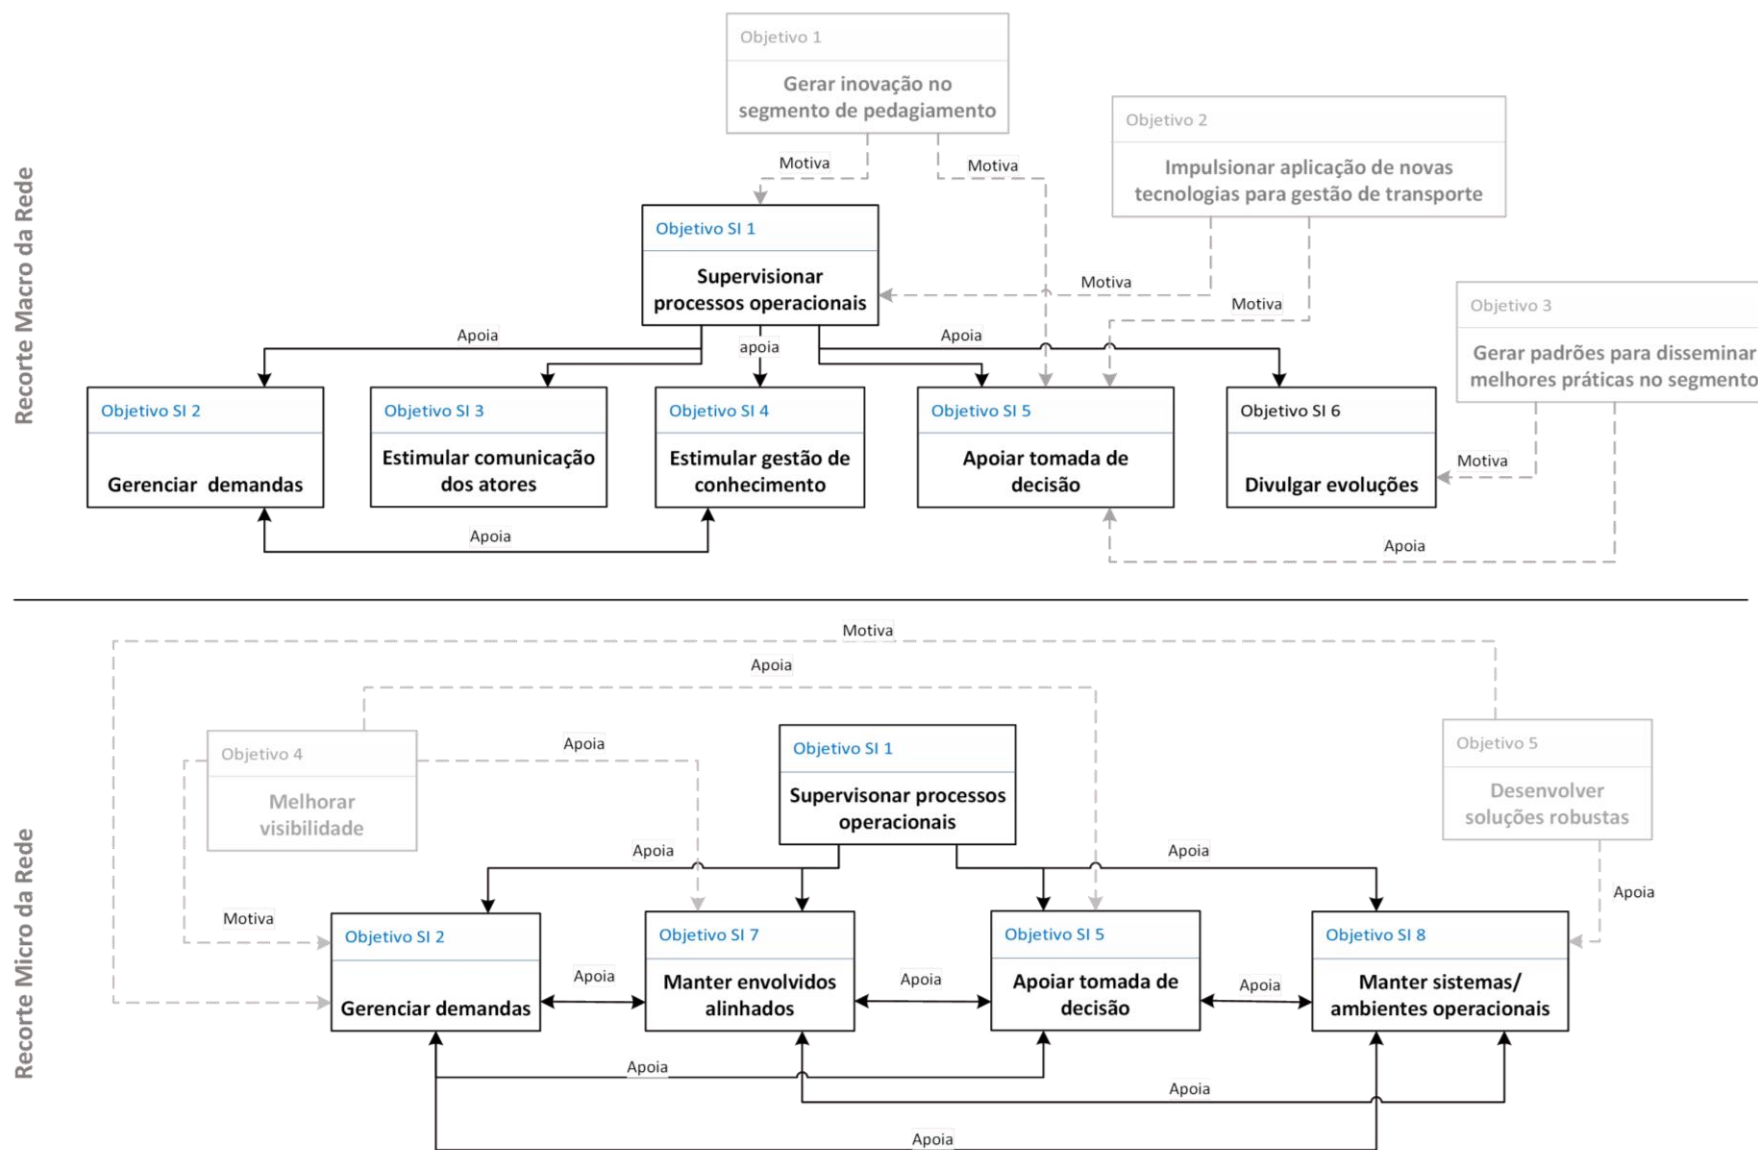 Recorte Macro da Rede
Objetivo 1
Gerar inovação no
segmento de pedagiamento
Objetivo 2
Impulsionar aplicação de novas
tecnologias para gestão de transporte
Motiva
Motiva
Objetivo SI 1
Supervisionar
processos operacionais
Motiva
Motiva
Objetivo 3
Gerar padrões para disseminar
melhores práticas no segmento
Apoia
apoia
Apoia
Objetivo SI 2
Gerenciar demandas
Objetivo SI 3
Estimular comunicação
dos atores
Objetivo SI 4
Estimular gestão de
conhecimento
Objetivo SI 5
Apoiar tomada de
decisão
Objetivo SI 6
Divulgar evoluções
Motiva
Apoia
Apoia
Recorte Micro da Rede
Motiva
Apoia
Objetivo 4
Melhorar
visibilidade
Apoia
Objetivo SI 1
Supervisonar processos
operacionais
Objetivo 5
Desenvolver
soluções robustas
Apoia
Apoia
Apoia
Motiva
Objetivo SI 2
Gerenciar demandas
Apoia
Objetivo SI 7
Manter envolvidos
alinhados
Apoia
Objetivo SI 5
Apoiar tomada de
decisão
Apoia
Objetivo SI 8
Manter sistemas/
ambientes operacionais
Apoia
Apoia
Apoia